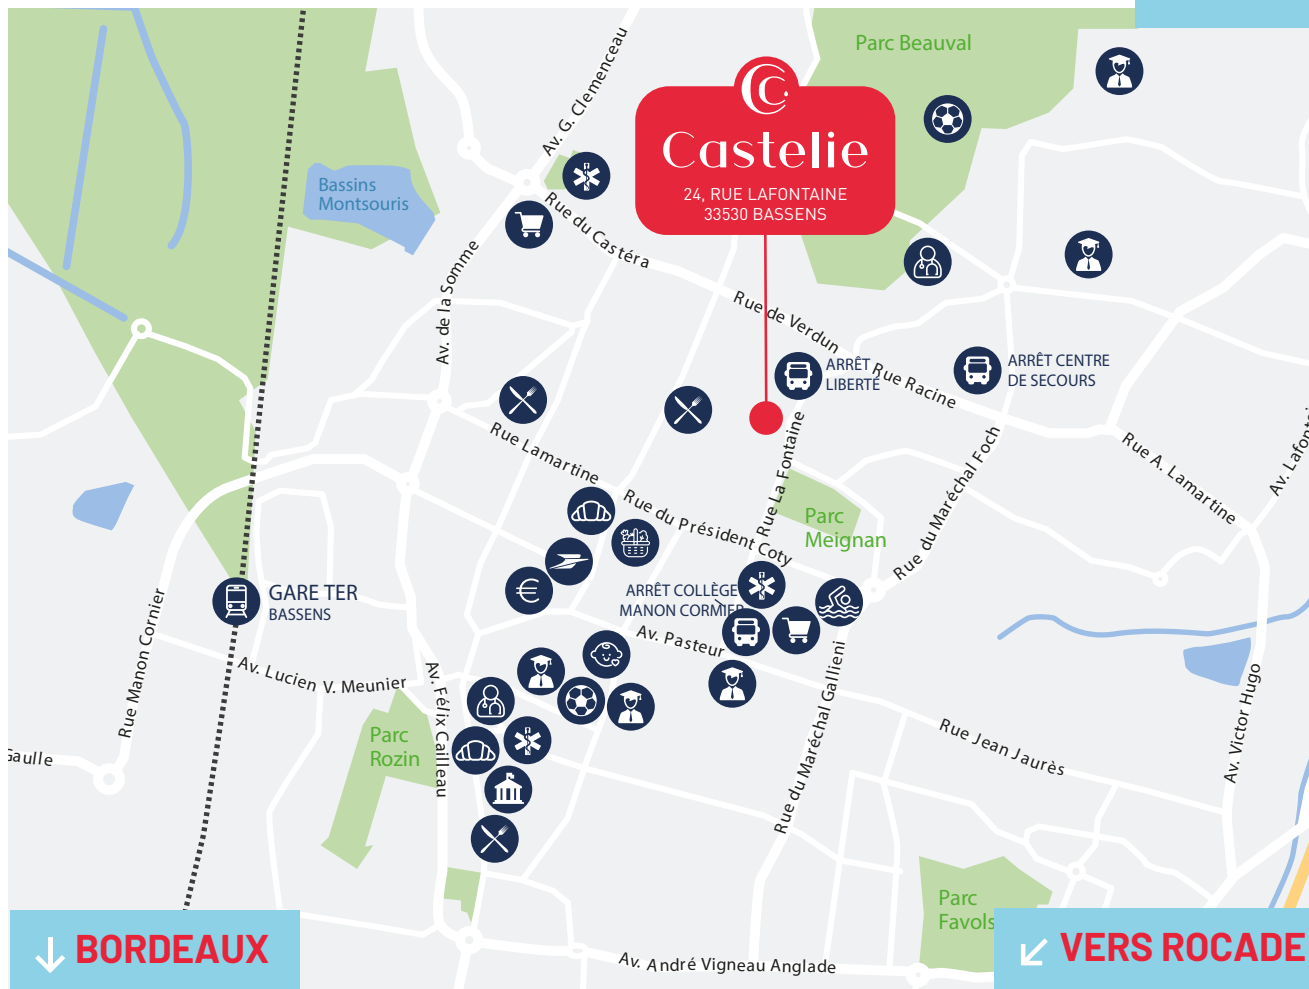 Parc Beauval
Av. G. Clemenceau
Castelie
24, RUE LAFONTAINE
33530 BASSENS
Bassins
Montsouris
Rue du Castéra
Av. de la Somme
Rue de Verdun
ARRÊT
LIBERTÉ
Rue Racine
ARRÊT CENTRE
DE SECOURS
Rue Lamartine
Rue La Fontaine
Rue du Maréchal Foch
Rue A. Lamartine
Rue du Président Coty
Parc
Meignan
GARE TER
BASSENS
ARRÊT COLLÈGE
MANON CORMIER
Av. Pasteur
Rue Manon Cornier
Av. Lucien V. Meunier
Av. Félix Cailleau
Parc
Rozin
Rue du Maréchal Gallieni
Rue Jean Jaurès
Av. Victor Hugo
Gaulle
Parc
Favols
BORDEAUX
Av. André Vigneau Anglade
VERS ROCADE